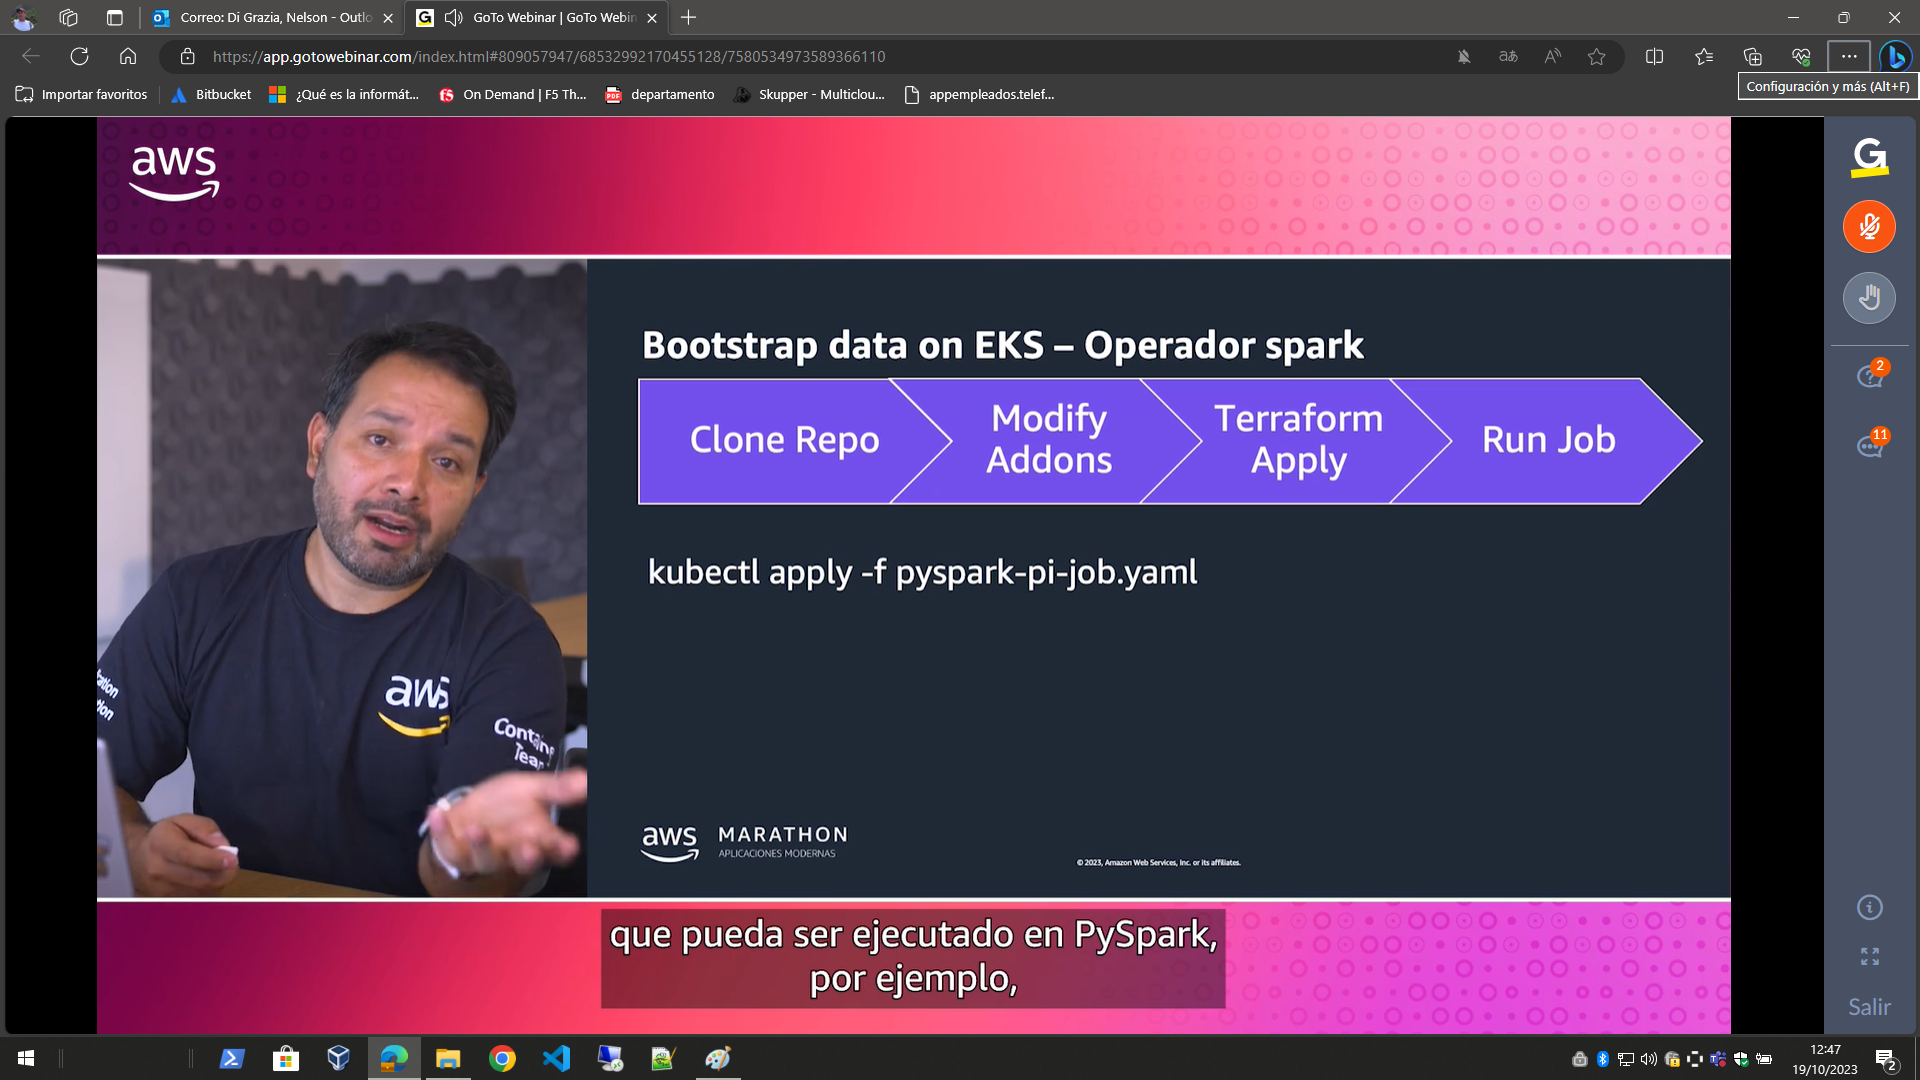 Correo: Di Grazia, Nelson - Outlo
GoTo Webinar | GoTo Webin
https://app.gotowebinar.com/index.html#809057947/68532992170455128/7580534973589366110
Importar favoritos
Bitbucket
¿Qué es la informát...
On Demand | F5 Th...
departamento
Skupper - Multiclou...
appempleados.telef...
Configuración y más (Alt+F)
aws
G
2
11
Bootstrap data on EKS – Operador spark
Clone Repo
Modify
Addons
Terraform
Apply
Run Job
kubectl apply -f pyspark-pi-job.yaml
aws
Team
aws MARATHON
APLICACIONES MODERNAS
© 2023, Amazon Web Services, Inc. or its affiliates.
que pueda ser ejecutado en PySpark,
por ejemplo,
Salir
12:47
19/10/2023
2